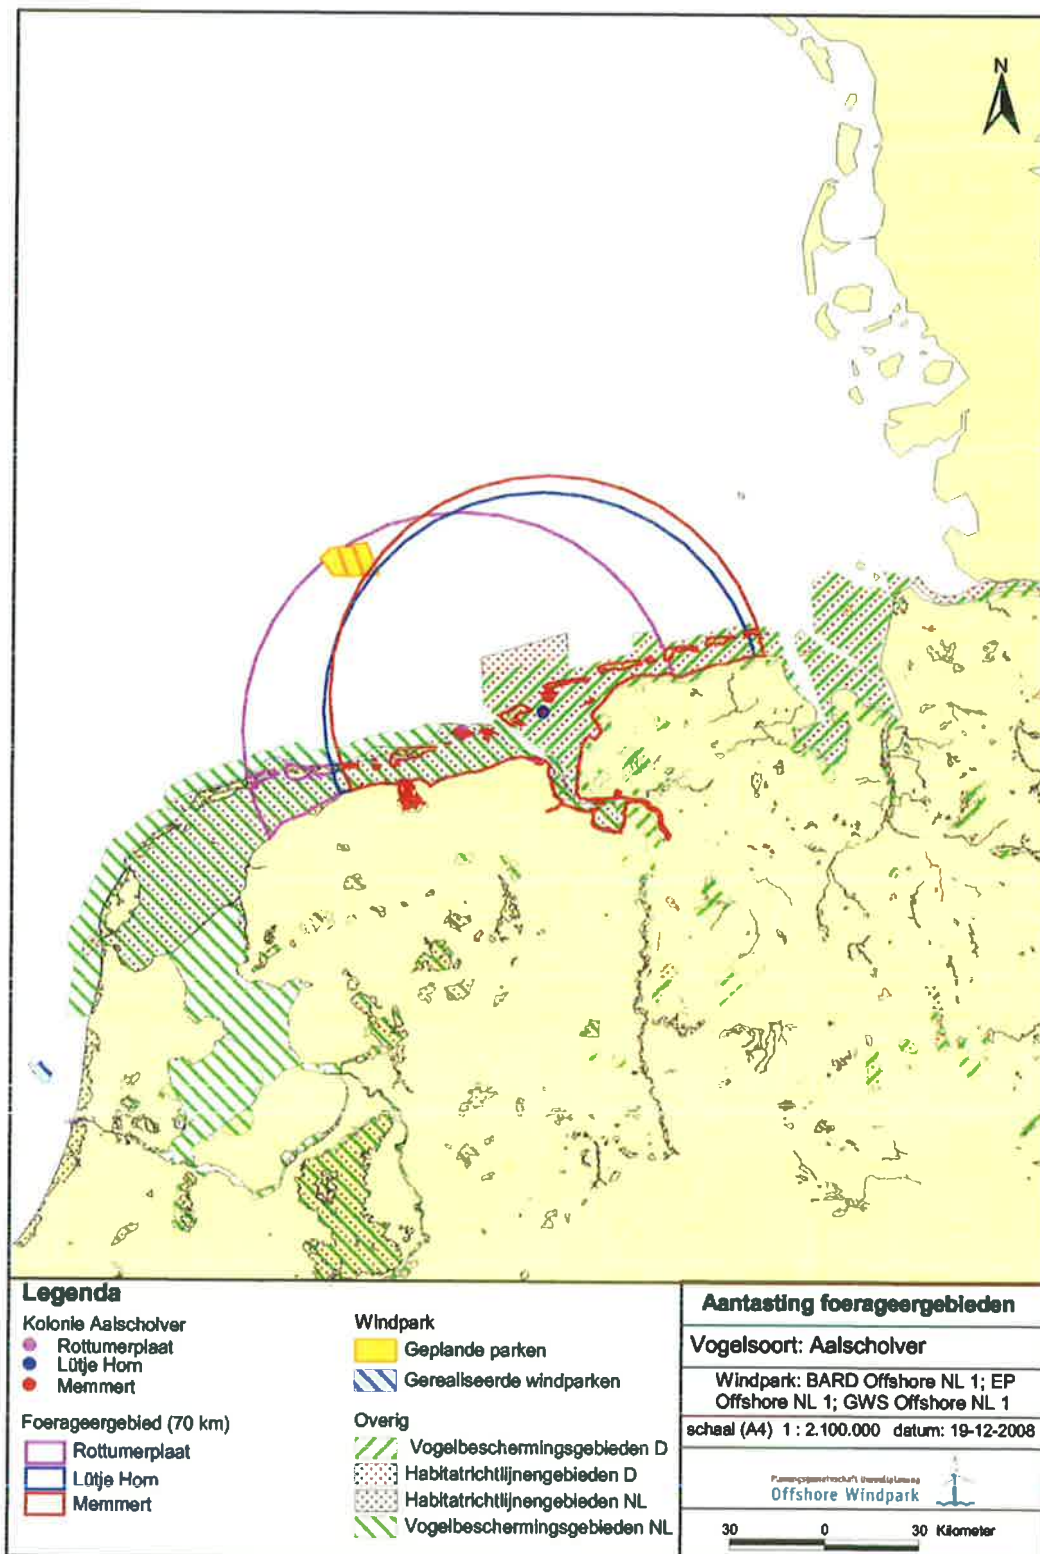 N
Legenda
Kolonie Aalscholver
Rottumerplaat
Lütje Horn
Memmert
Foerageergebied (70 km)
Rottumerplaat
Lütje Horn
Memmert
Windpark
Geplande parken
Gerealiseerde windparken
Overig
Vogelbeschermingsgebieden D
Habitatrichtlijnengebieden D
Habitatrichtlijnengebieden NL
Vogelbeschermingsgebieden NL
Aantasting foerageergebieden
Vogelsoort: Aalscholver
Windpark: BARD Offshore NL 1; EP
Offshore NL 1; GWS Offshore NL 1
schaal (A4) 1 : 2.100.000 datum: 19-12-2008
Offshore Windpark
30 0 30 Kilometer